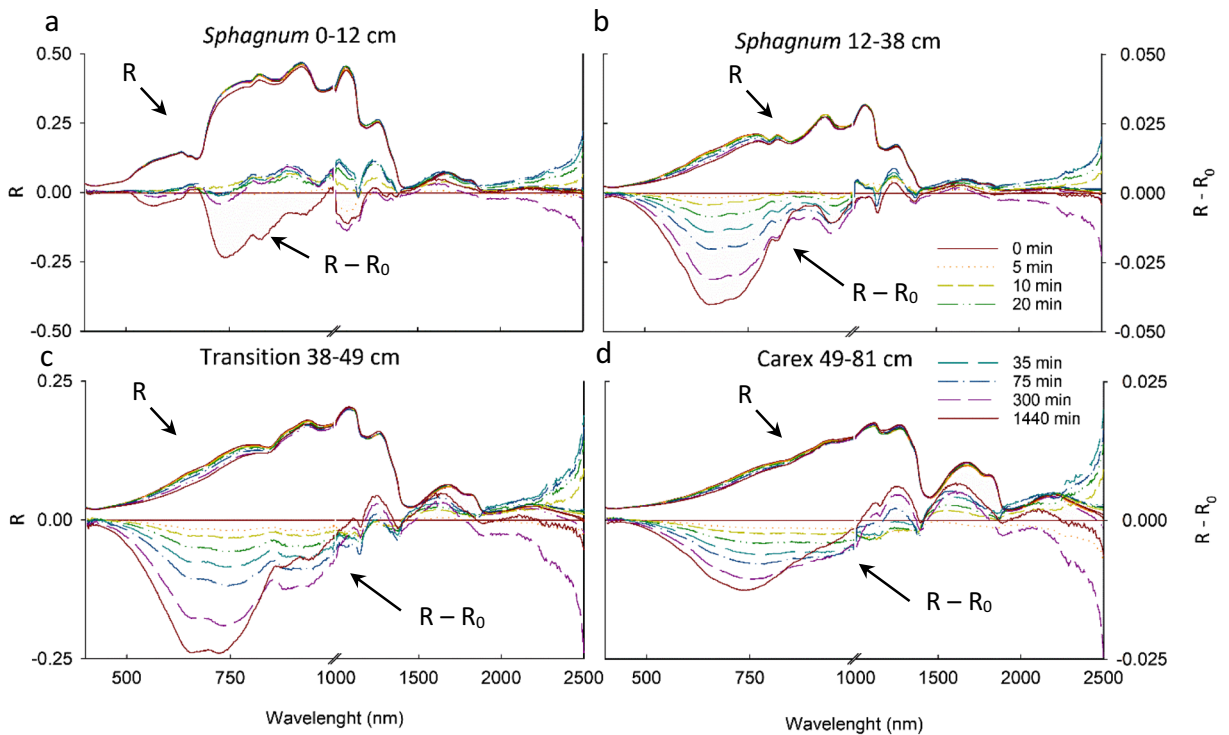 a
Sphagnum 0-12 cm
b
Sphagnum 12-38 cm
0.50
0.25
0.00
-0.25
-0.50
R
R
R – R0
0.050
0.025
0.000
-0.025
-0.050
R - R0
R
R – R0
0 min
5 min
10 min
20 min
c
Transition 38-49 cm
d
Carex 49-81 cm
0.25
0.00
-0.25
R
R
R – R0
35 min
75 min
300 min
1440 min
0.025
0.000
-0.025
R - R0
R
R – R0
500
750
1000
1500
2000
2500
500
750
1000
1500
2000
2500
Wavelenght (nm)
Wavelenght (nm)